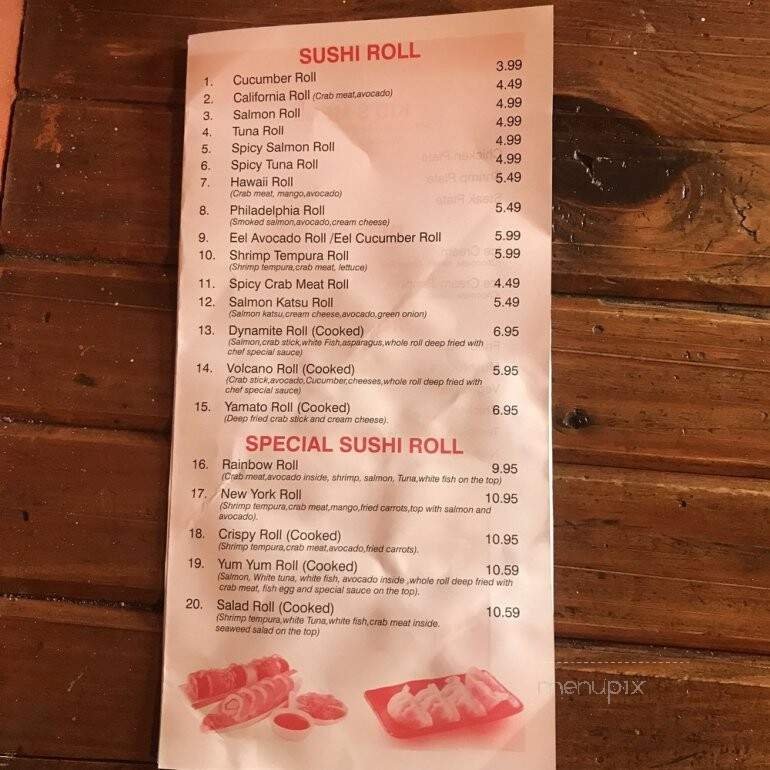 SUSHI ROLL
1. Cucumber Roll 3.99
2. California Roll (Crab meat,avocado) 4.49
3. Salmon Roll 4.99
4. Tuna Roll 4.99
5. Spicy Salmon Roll 4.99
6. Spicy Tuna Roll 4.99
7. Hawaii Roll 5.49
(Crab meat, mango,avocado)
8. Philadelphia Roll 5.49
(Smoked salmon,avocado,cream cheese)
9. Eel Avocado Roll /Eel Cucumber Roll 5.99
10. Shrimp Tempura Roll 5.99
(Shrimp tempura,crab meat, lettuce)
11. Spicy Crab Meat Roll 4.49
12. Salmon Katsu Roll 5.49
(Salmon katsu,cream cheese,avocado,green onion)
13. Dynamite Roll (Cooked) 6.95
(Salmon,crab stick,white Fish,asparagus,whole roll deep fried with
chef special sauce)
14. Volcano Roll (Cooked) 5.95
(Crab stick,avocado,Cucumber,cheeses,whole roll deep fried with
chef special sauce)
15. Yamato Roll (Cooked) 6.95
(Deep fried crab stick and cream cheese).
SPECIAL SUSHI ROLL
16. Rainbow Roll 9.95
(Crab meat,avocado inside, shrimp, salmon, Tuna,white fish on the top)
17. New York Roll 10.95
(Shrimp tempura,crab meat,mango,fried carrots,top with salmon and
avocado).
18. Crispy Roll (Cooked) 10.95
(Shrimp tempura,crab meat,avocado,fried carrots).
19. Yum Yum Roll (Cooked) 10.59
(Salmon, White tuna, white fish, avocado inside ,whole roll deep fried with
crab meat, fish egg and special sauce on the top).
20. Salad Roll (Cooked) 10.59
(Shrimp tempura,white Tuna,white fish,crab meat inside.
seaweed salad on the top)
menupix